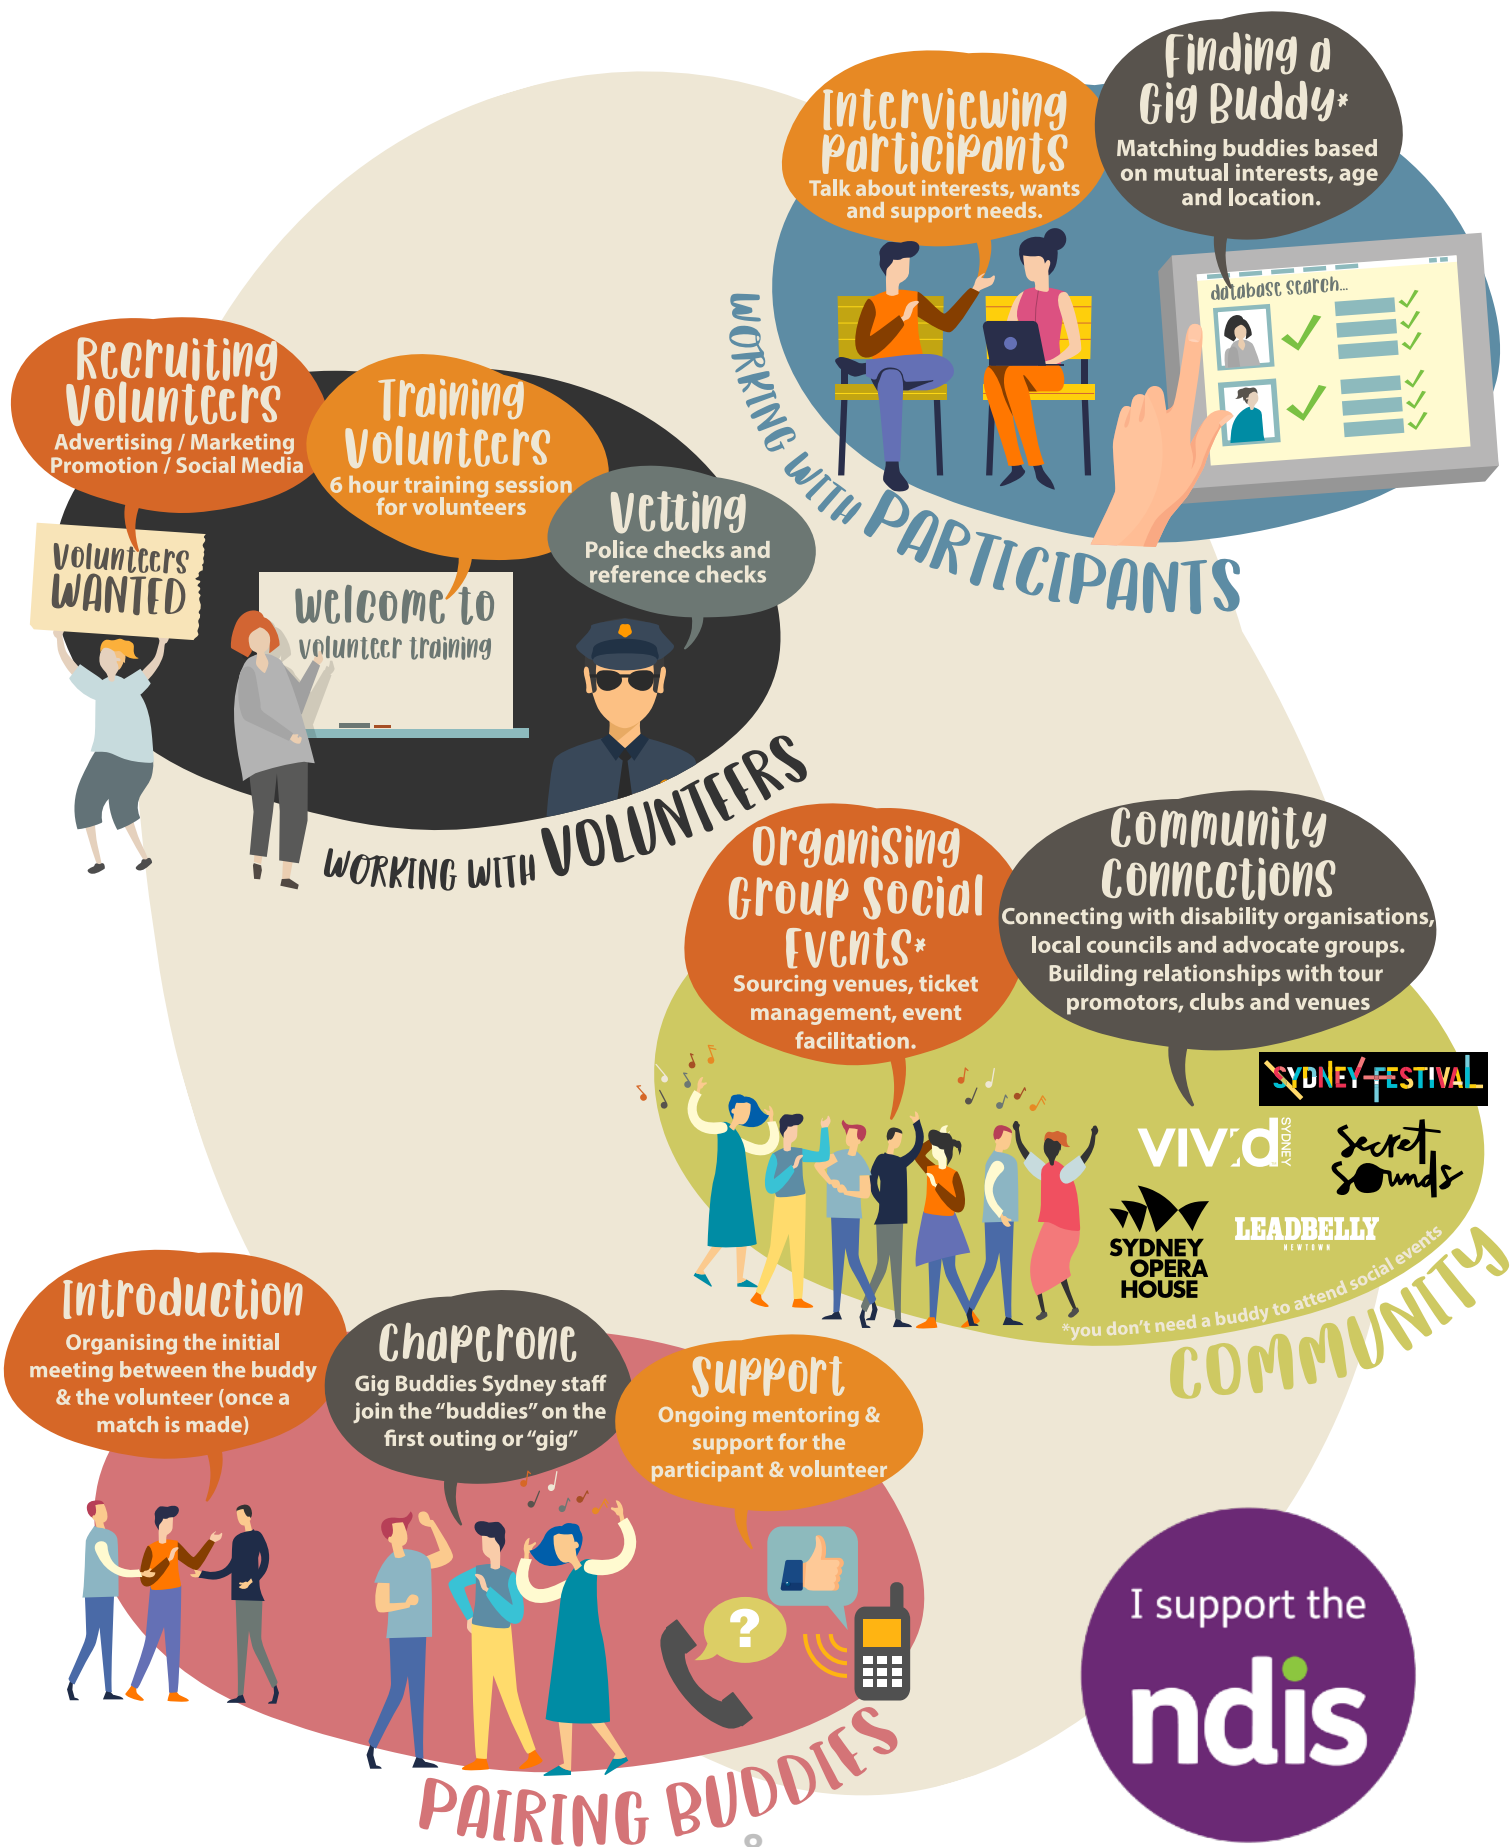 Interviewing
Participants
Talk about interests, wants
and support needs.
Finding a
Gig Buddy*
Matching buddies based
on mutual interests, age
and location.
database search...
WORKING WITH PARTICIPANTS
Recruiting
Volunteers
Advertising / Marketing
Promotion / Social Media
Training
Volunteers
6 hour training session
for volunteers
Vetting
Police checks and
reference checks
Volunteers
WANTED
Welcome to
volunteer training
WORKING WITH VOLUNTEERS
Organising
Group Social
Events*
Sourcing venues, ticket
management, event
facilitation.
Community
Connections
Connecting with disability organisations,
local councils and advocate groups.
Building relationships with tour
promotors, clubs and venues
SYDNEY FESTIVAL
VIVID
SYDNEY
Secret
Sounds
SYDNEY
OPERA
HOUSE
LEADBELLY
NEWTOWN
*you don't need a buddy to attend social events
COMMUNITY
Introduction
Organising the initial
meeting between the buddy
& the volunteer (once a
match is made)
Chaperone
Gig Buddies Sydney staff
join the "buddies" on the
first outing or "gig"
Support
Ongoing mentoring &
support for the
participant & volunteer
?
PAIRING BUDDIES
I support the
ndis
8